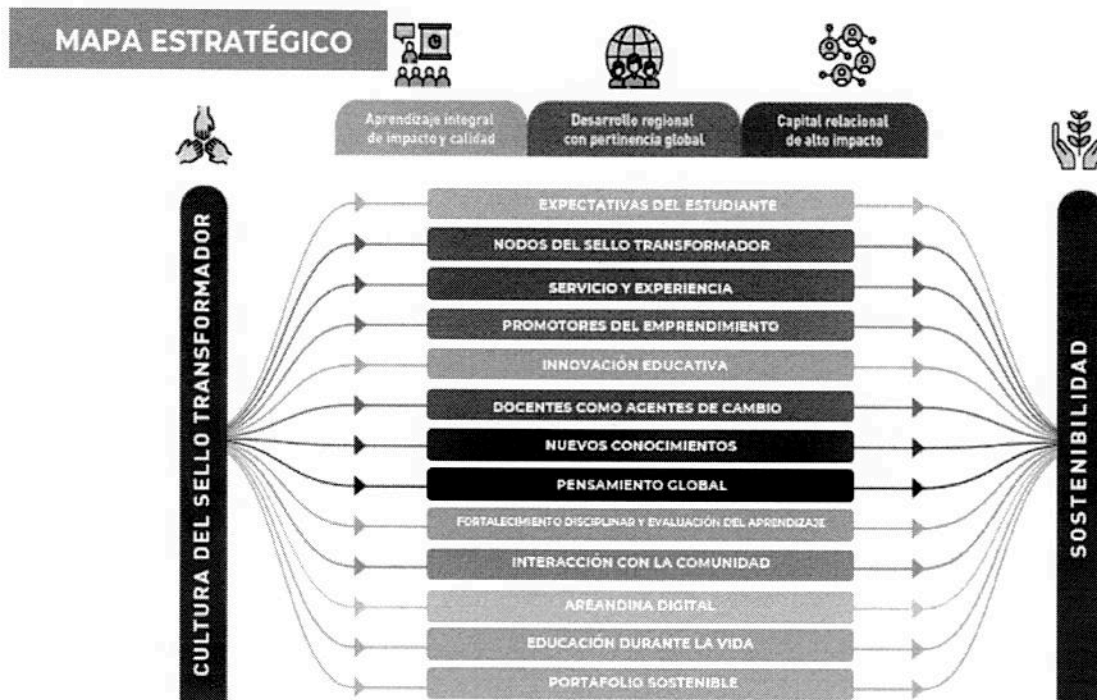 MAPA ESTRATÉGICO
Aprendizaje integral
de impacto y calidad
Desarrollo regional
con pertinencia global
Capital relacional
de alto impacto
CULTURA DEL SELLO TRANSFORMADOR
EXPECTATIVAS DEL ESTUDIANTE
NODOS DEL SELLO TRANSFORMADOR
SERVICIO Y EXPERIENCIA
PROMOTORES DEL EMPRENDIMIENTO
INNOVACIÓN EDUCATIVA
DOCENTES COMO AGENTES DE CAMBIO
NUEVOS CONOCIMIENTOS
PENSAMIENTO GLOBAL
FORTALECIMIENTO DISCIPLINAR Y EVALUACIÓN DEL APRENDIZAJE
INTERACCIÓN CON LA COMUNIDAD
AREANDINA DIGITAL
EDUCACIÓN DURANTE LA VIDA
PORTAFOLIO SOSTENIBLE
SOSTENIBILIDAD